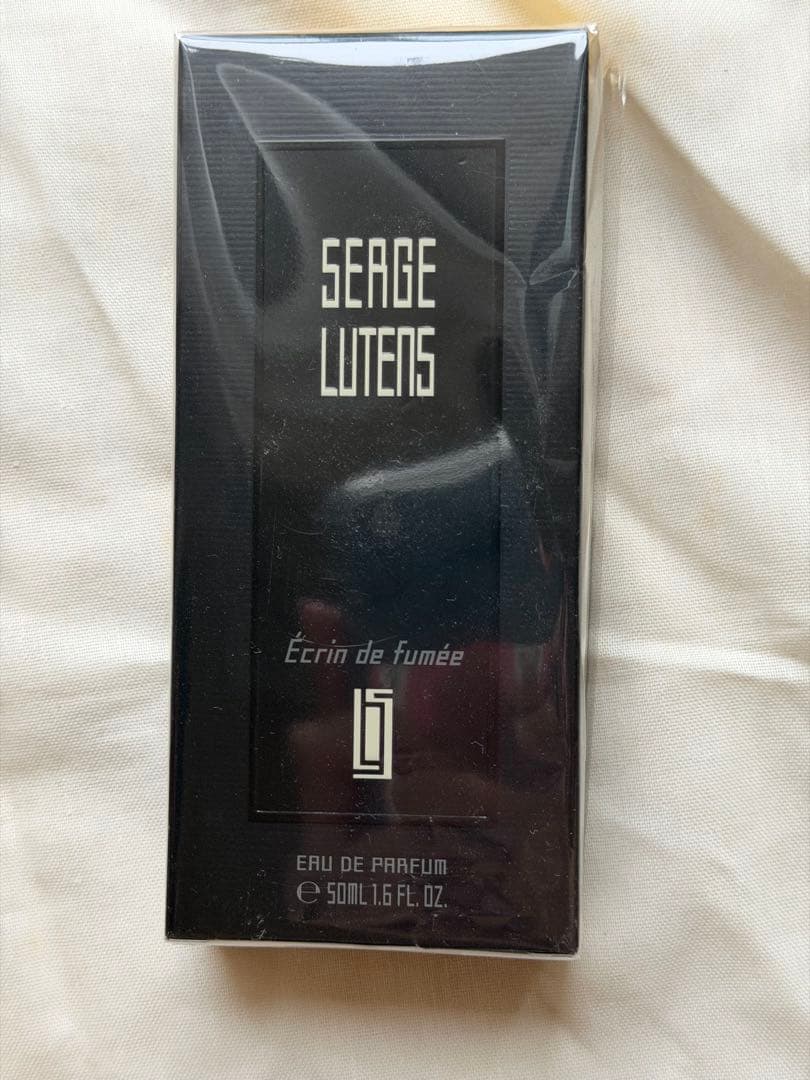 SERGE
LUTENS
Écrin de fumée
EAU DE PARFUM
℮ 50ML 1.6 FL. OZ.